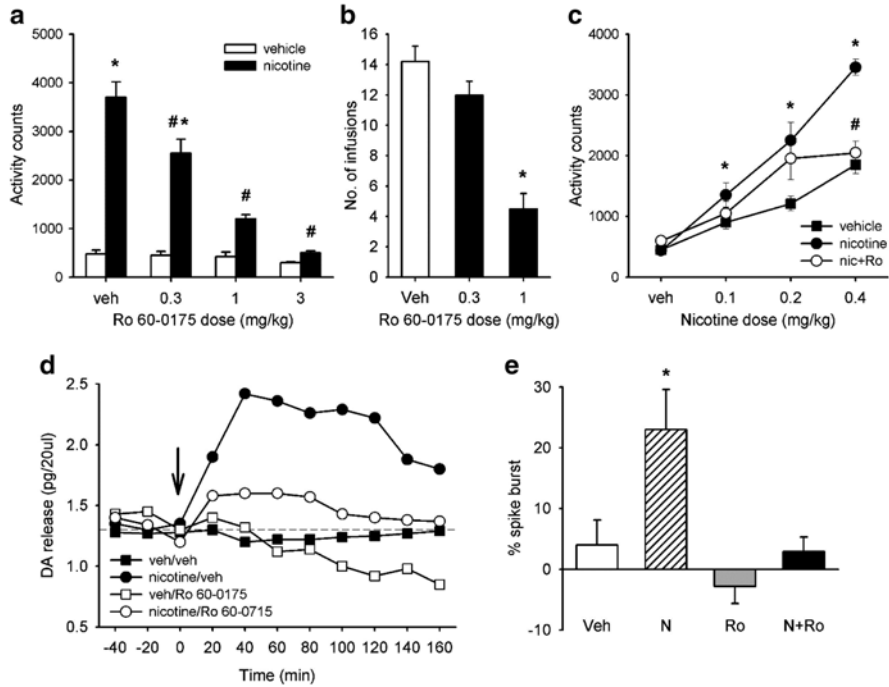 a
5000
4000
3000
2000
1000
0
Activity counts
vehicle
nicotine
*
#*
#
#
veh 0.3 1 3
Ro 60-0175 dose (mg/kg)
b
16
14
12
10
8
6
4
2
0
No. of infusions
*
Veh 0.3 1
Ro 60-0175 dose (mg/kg)
c
4000
3000
2000
1000
0
Activity counts
*
*
*
#
vehicle
nicotine
nic+Ro
veh 0.1 0.2 0.4
Nicotine dose (mg/kg)
d
2.5
2.0
1.5
1.0
0.5
DA release (pg/20ul)
veh/veh
nicotine/veh
veh/Ro 60-0175
nicotine/Ro 60-0715
-40 -20 0 20 40 60 80 100 120 140 160
Time (min)
e
30
20
10
0
-10
% spike burst
*
Veh N Ro N+Ro